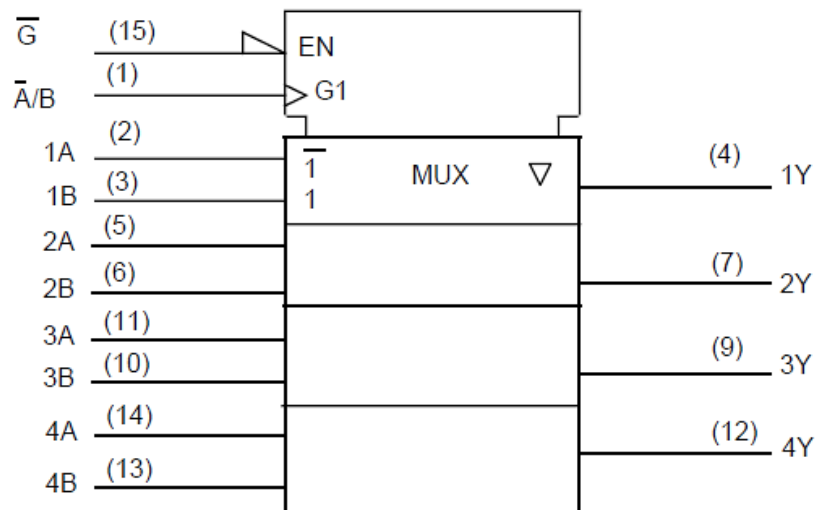 G̅ (15) EN
A̅/B (1) G1
1A (2) 1̅ MUX ▽ (4) 1Y
1B (3) 1
2A (5)
2B (6) (7) 2Y
3A (11)
3B (10) (9) 3Y
4A (14) (12) 4Y
4B (13)